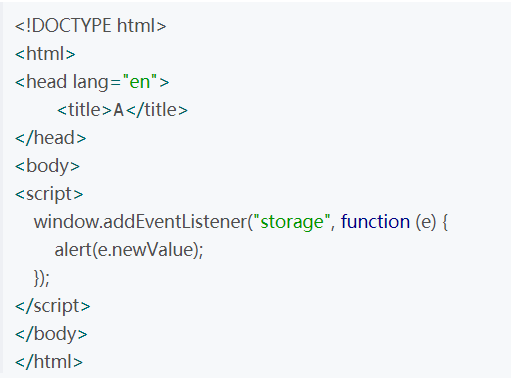 <!DOCTYPE html>
<html>
<head lang="en">
<title>A</title>
</head>
<body>
<script>
window.addEventListener("storage", function (e) {
alert(e.newValue);
});
</script>
</body>
</html>